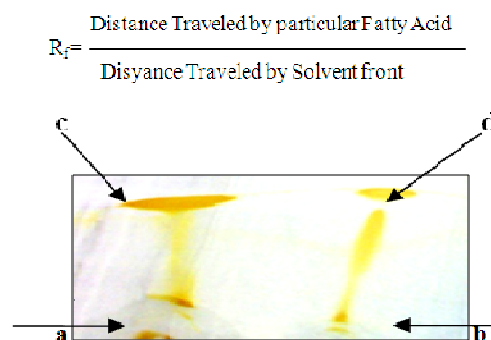 Distance Traveled by particular Fatty Acid
Rf=
Disyance Traveled by Solvent front
c
d
a
b